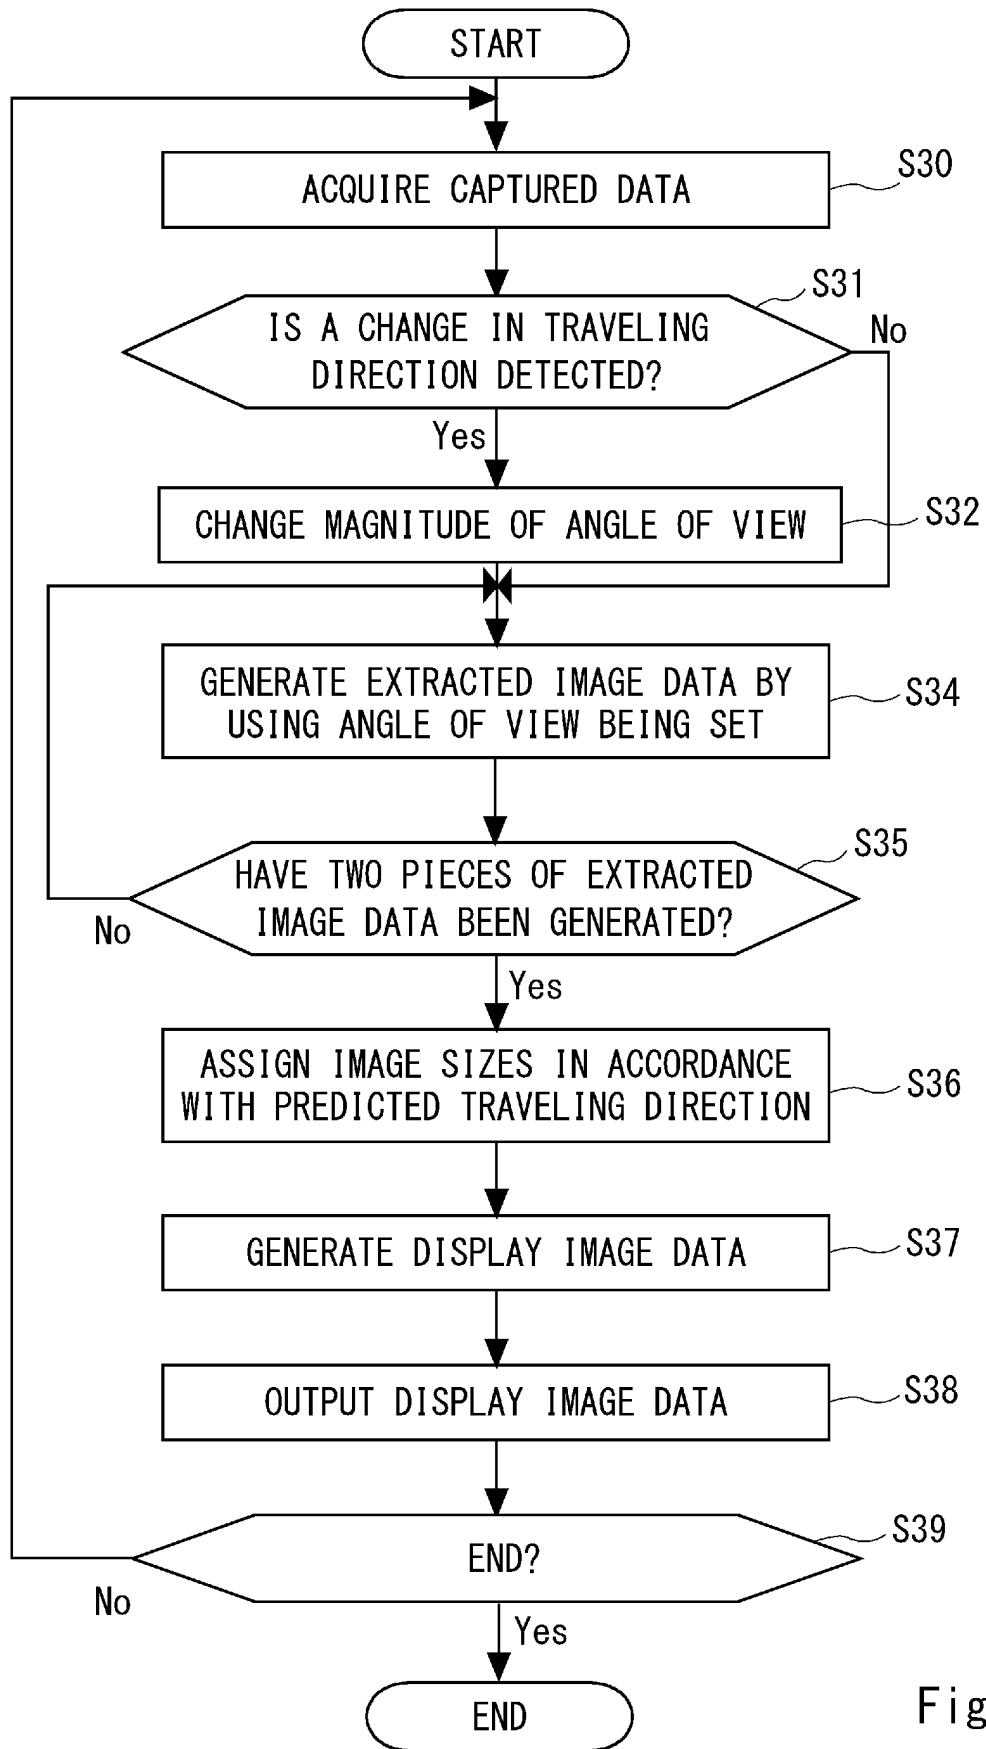 START
ACQUIRE CAPTURED DATA
S30
IS A CHANGE IN TRAVELING
DIRECTION DETECTED?
S31
No
Yes
CHANGE MAGNITUDE OF ANGLE OF VIEW
S32
GENERATE EXTRACTED IMAGE DATA BY
USING ANGLE OF VIEW BEING SET
S34
HAVE TWO PIECES OF EXTRACTED
IMAGE DATA BEEN GENERATED?
S35
No
Yes
ASSIGN IMAGE SIZES IN ACCORDANCE
WITH PREDICTED TRAVELING DIRECTION
S36
GENERATE DISPLAY IMAGE DATA
S37
OUTPUT DISPLAY IMAGE DATA
S38
END?
S39
No
Yes
END
Fig